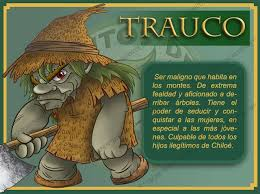 TRAUCO
Ser maligno que habita en
los montes. De extrema
fealdad y aficionado a de-
rribar árboles. Tiene el
poder de seducir y con-
quistar a las mujeres, en
especial a las más jóve-
nes. Culpable de todos los
hijos ilegítimos de Chiloé.